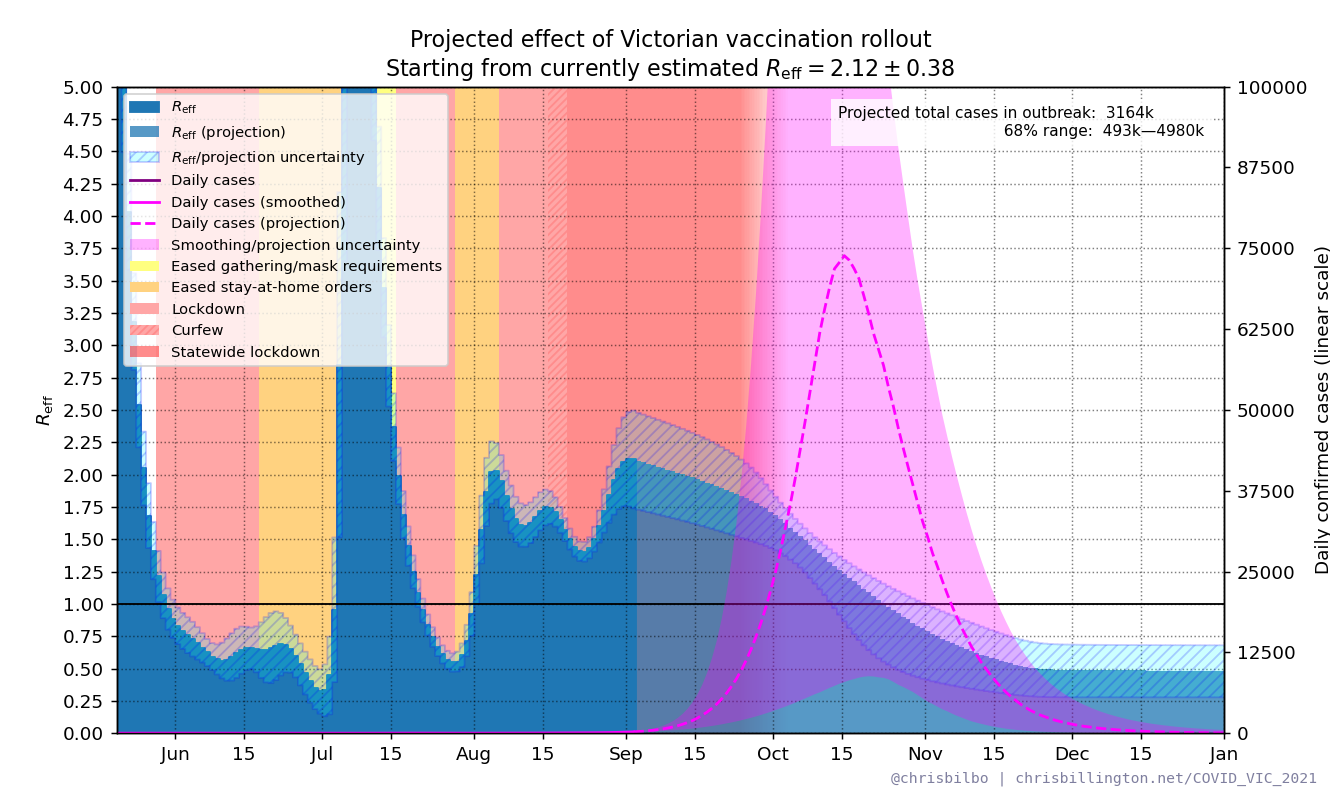 Projected effect of Victorian vaccination rollout
Starting from currently estimated R_eff = 2.12 ± 0.38
Projected total cases in outbreak: 3164k
68% range: 493k—4980k
R_eff
R_eff (projection)
R_eff/projection uncertainty
Daily cases
Daily cases (smoothed)
Daily cases (projection)
Smoothing/projection uncertainty
Eased gathering/mask requirements
Eased stay-at-home orders
Lockdown
Curfew
Statewide lockdown
R_eff
5.00
4.75
4.50
4.25
4.00
3.75
3.50
3.25
3.00
2.75
2.50
2.25
2.00
1.75
1.50
1.25
1.00
0.75
0.50
0.25
0.00
100000
87500
75000
62500
50000
37500
25000
12500
0
Daily confirmed cases (linear scale)
Jun 15 Jul 15 Aug 15 Sep 15 Oct 15 Nov 15 Dec 15 Jan
@chrisbilbo | chrisbillington.net/COVID_VIC_2021